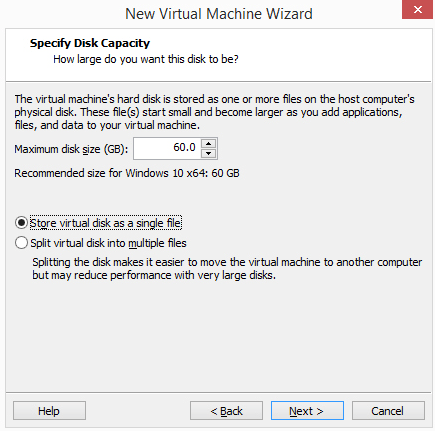 New Virtual Machine Wizard
Specify Disk Capacity
How large do you want this disk to be?
The virtual machine's hard disk is stored as one or more files on the host computer's
physical disk. These file(s) start small and become larger as you add applications,
files, and data to your virtual machine.
Maximum disk size (GB): 60.0
Recommended size for Windows 10 x64: 60 GB
Store virtual disk as a single file
Split virtual disk into multiple files
Splitting the disk makes it easier to move the virtual machine to another computer
but may reduce performance with very large disks.
Help < Back Next > Cancel